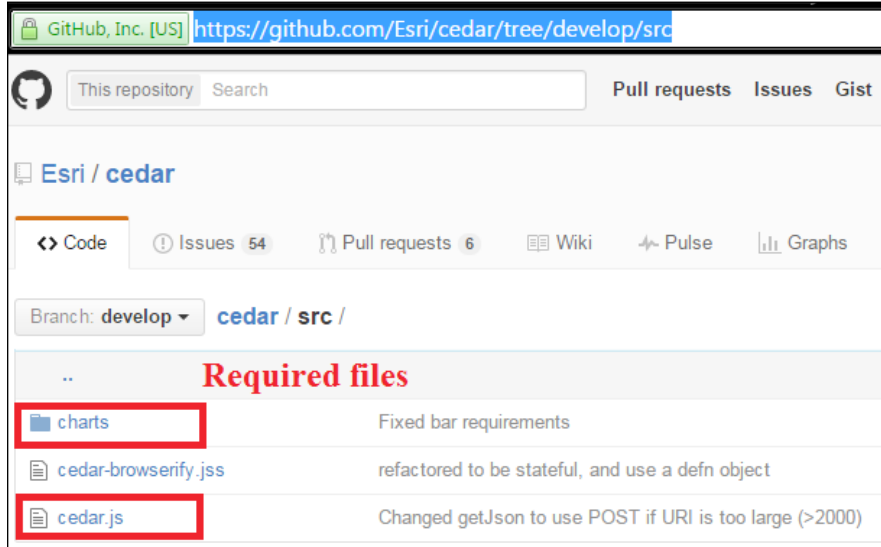 GitHub, Inc. [US] https://github.com/Esri/cedar/tree/develop/src
This repository Search Pull requests Issues Gist
Esri / cedar
<> Code Issues 54 Pull requests 6 Wiki Pulse Graphs
Branch: develop cedar / src /
.. Required files
charts Fixed bar requirements
cedar-browserify.jss refactored to be stateful, and use a defn object
cedar.js Changed getJson to use POST if URI is too large (>2000)